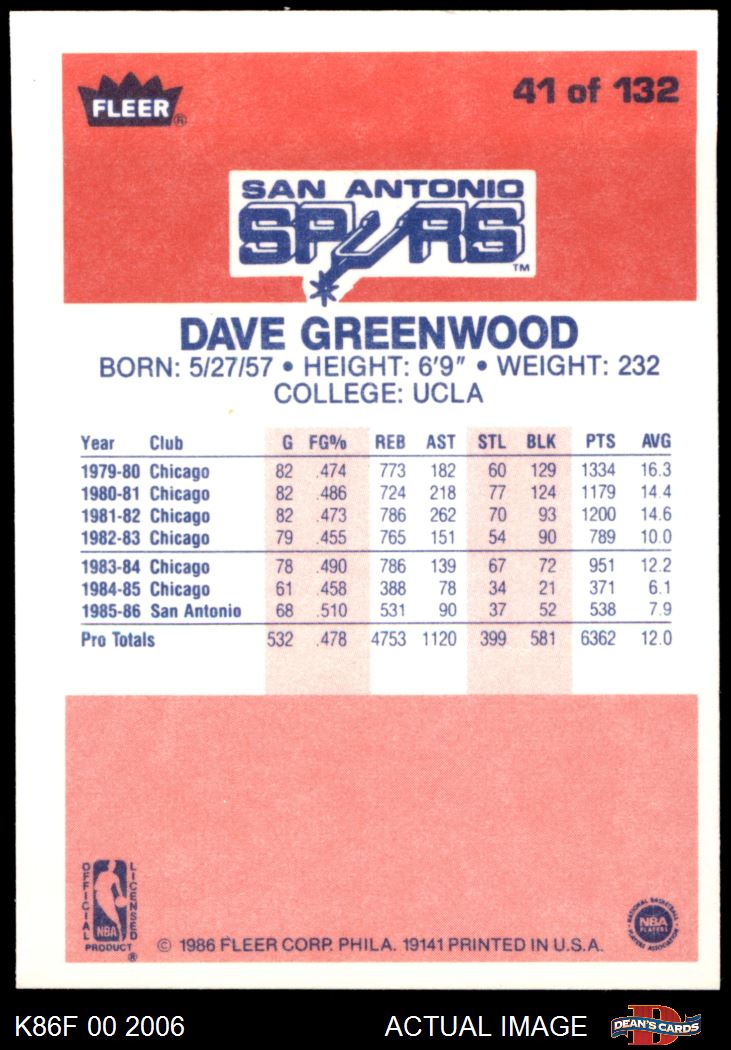 FLEER®
41 of 132
SAN ANTONIO
SPURS
TM
DAVE GREENWOOD
BORN: 5/27/57 • HEIGHT: 6'9" • WEIGHT: 232
COLLEGE: UCLA
Year Club G FG% REB AST STL BLK PTS AVG
1979-80 Chicago 82 .474 773 182 60 129 1334 16.3
1980-81 Chicago 82 .486 724 218 77 124 1179 14.4
1981-82 Chicago 82 .473 786 262 70 93 1200 14.6
1982-83 Chicago 79 .455 765 151 54 90 789 10.0
1983-84 Chicago 78 .490 786 139 67 72 951 12.2
1984-85 Chicago 61 .458 388 78 34 21 371 6.1
1985-86 San Antonio 68 .510 531 90 37 52 538 7.9
Pro Totals 532 .478 4753 1120 399 581 6362 12.0
OFFICIAL
LICENSED
NBA
PRODUCT
®
© 1986 FLEER CORP. PHILA. 19141 PRINTED IN U.S.A.
NATIONAL BASKETBALL
NBA
PLAYERS
PLAYERS ASSOCIATION
K86F 00 2006
ACTUAL IMAGE
D
DEAN'S CARDS